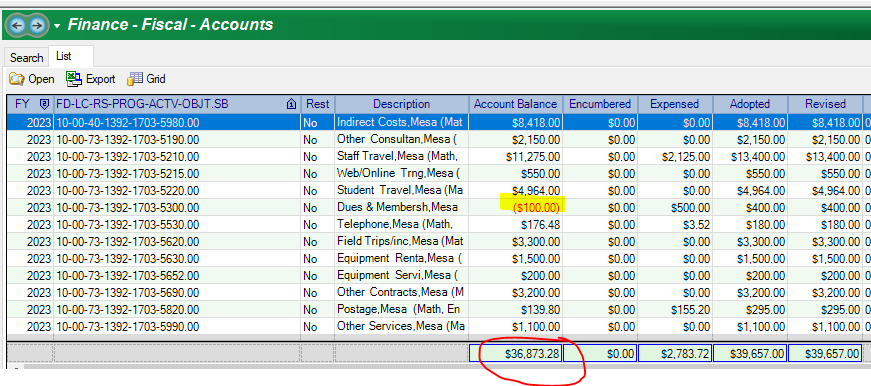 Finance - Fiscal - Accounts
Search List
Open Export Grid
FY FD-LC-RS-PROG-ACTV-OBJT.SB Rest Description Account Balance Encumbered Expensed Adopted Revised
2023 10-00-40-1392-1703-5980.00 No Indirect Costs,Mesa (Mat $8,418.00 $0.00 $0.00 $8,418.00 $8,418.00 0
2023 10-00-73-1392-1703-5190.00 No Other Consultan,Mesa ( $2,150.00 $0.00 $0.00 $2,150.00 $2,150.00 0
2023 10-00-73-1392-1703-5210.00 No Staff Travel,Mesa (Math, $11,275.00 $0.00 $2,125.00 $13,400.00 $13,400.00 0
2023 10-00-73-1392-1703-5215.00 No Web/Online Trng,Mesa ( $550.00 $0.00 $0.00 $550.00 $550.00 0
2023 10-00-73-1392-1703-5220.00 No Student Travel,Mesa (Ma $4,964.00 $0.00 $0.00 $4,964.00 $4,964.00 0
2023 10-00-73-1392-1703-5300.00 No Dues & Membersh,Mesa ($100.00) $0.00 $500.00 $400.00 $400.00 0
2023 10-00-73-1392-1703-5530.00 No Telephone,Mesa (Math, $176.48 $0.00 $3.52 $180.00 $180.00 0
2023 10-00-73-1392-1703-5620.00 No Field Trips/inc,Mesa (Mat $3,300.00 $0.00 $0.00 $3,300.00 $3,300.00 0
2023 10-00-73-1392-1703-5630.00 No Equipment Renta,Mesa ( $1,500.00 $0.00 $0.00 $1,500.00 $1,500.00 0
2023 10-00-73-1392-1703-5652.00 No Equipment Servi,Mesa ( $200.00 $0.00 $0.00 $200.00 $200.00 0
2023 10-00-73-1392-1703-5690.00 No Other Contracts,Mesa (M $3,200.00 $0.00 $0.00 $3,200.00 $3,200.00 0
2023 10-00-73-1392-1703-5820.00 No Postage,Mesa (Math, En $139.80 $0.00 $155.20 $295.00 $295.00 0
2023 10-00-73-1392-1703-5990.00 No Other Services,Mesa (Ma $1,100.00 $0.00 $0.00 $1,100.00 $1,100.00 0
$36,873.28 $0.00 $2,783.72 $39,657.00 $39,657.00